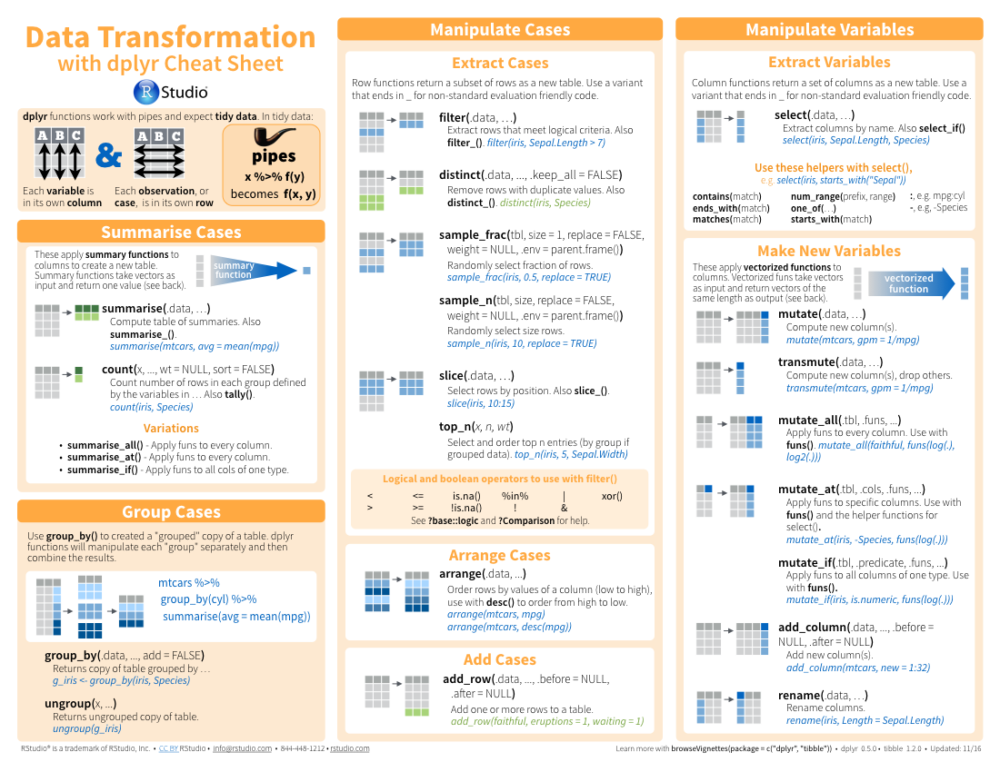 Data Transformation
with dplyr Cheat Sheet
R Studio®
dplyr functions work with pipes and expect tidy data. In tidy data:
A B C
&
A B C
Each variable is
in its own column
Each observation, or
case, is in its own row
pipes
x %>% f(y)
becomes f(x, y)
Summarise Cases
These apply summary functions to
columns to create a new table.
Summary functions take vectors as
input and return one value (see back).
summary
function
summarise(.data, …)
Compute table of summaries. Also
summarise_().
summarise(mtcars, avg = mean(mpg))
count(x, ..., wt = NULL, sort = FALSE)
Count number of rows in each group defined
by the variables in … Also tally().
count(iris, Species)
Variations
• summarise_all() - Apply funs to every column.
• summarise_at() - Apply funs to every column.
• summarise_if() - Apply funs to all cols of one type.
Group Cases
Use group_by() to created a "grouped" copy of a table. dplyr
functions will manipulate each "group" separately and then
combine the results.
mtcars %>%
group_by(cyl) %>%
summarise(avg = mean(mpg))
group_by(.data, ..., add = FALSE)
Returns copy of table grouped by …
g_iris <- group_by(iris, Species)
ungroup(x, ...)
Returns ungrouped copy of table.
ungroup(g_iris)
Manipulate Cases
Extract Cases
Row functions return a subset of rows as a new table. Use a variant
that ends in _ for non-standard evaluation friendly code.
filter(.data, …)
Extract rows that meet logical criteria. Also
filter_(). filter(iris, Sepal.Length > 7)
distinct(.data, ..., .keep_all = FALSE)
Remove rows with duplicate values. Also
distinct_(). distinct(iris, Species)
sample_frac(tbl, size = 1, replace = FALSE,
weight = NULL, .env = parent.frame())
Randomly select fraction of rows.
sample_frac(iris, 0.5, replace = TRUE)
sample_n(tbl, size, replace = FALSE,
weight = NULL, .env = parent.frame())
Randomly select size rows.
sample_n(iris, 10, replace = TRUE)
slice(.data, …)
Select rows by position. Also slice_().
slice(iris, 10:15)
top_n(x, n, wt)
Select and order top n entries (by group if
grouped data). top_n(iris, 5, Sepal.Width)
Logical and boolean operators to use with filter()
< <= is.na() %in% | xor()
> >= !is.na() ! &
See ?base::logic and ?Comparison for help.
Arrange Cases
arrange(.data, ...)
Order rows by values of a column (low to high),
use with desc() to order from high to low.
arrange(mtcars, mpg)
arrange(mtcars, desc(mpg))
Add Cases
add_row(.data, ..., .before = NULL,
.after = NULL)
Add one or more rows to a table.
add_row(faithful, eruptions = 1, waiting = 1)
Manipulate Variables
Extract Variables
Column functions return a set of columns as a new table. Use a
variant that ends in _ for non-standard evaluation friendly code.
select(.data, …)
Extract columns by name. Also select_if()
select(iris, Sepal.Length, Species)
Use these helpers with select(),
e.g. select(iris, starts_with("Sepal"))
contains(match) num_range(prefix, range) :, e.g. mpg:cyl
ends_with(match) one_of(…) -, e.g, -Species
matches(match) starts_with(match)
Make New Variables
These apply vectorized functions to
columns. Vectorized funs take vectors
as input and return vectors of the
same length as output (see back).
vectorized
function
mutate(.data, …)
Compute new column(s).
mutate(mtcars, gpm = 1/mpg)
transmute(.data, …)
Compute new column(s), drop others.
transmute(mtcars, gpm = 1/mpg)
mutate_all(.tbl, .funs, ...)
Apply funs to every column. Use with
funs(). mutate_all(faithful, funs(log(.),
log2(.)))
mutate_at(.tbl, .cols, .funs, ...)
Apply funs to specific columns. Use with
funs() and the helper functions for
select().
mutate_at(iris, -Species, funs(log(.)))
mutate_if(.tbl, .predicate, .funs, ...)
Apply funs to all columns of one type. Use
with funs().
mutate_if(iris, is.numeric, funs(log(.)))
add_column(.data, ..., .before =
NULL, .after = NULL)
Add new column(s).
add_column(mtcars, new = 1:32)
rename(.data, …)
Rename columns.
rename(iris, Length = Sepal.Length)
RStudio® is a trademark of RStudio, Inc. • CC BY RStudio • info@rstudio.com • 844-448-1212 • rstudio.com
Learn more with browseVignettes(package = c("dplyr", "tibble")) • dplyr 0.5.0 • tibble 1.2.0 • Updated: 11/16